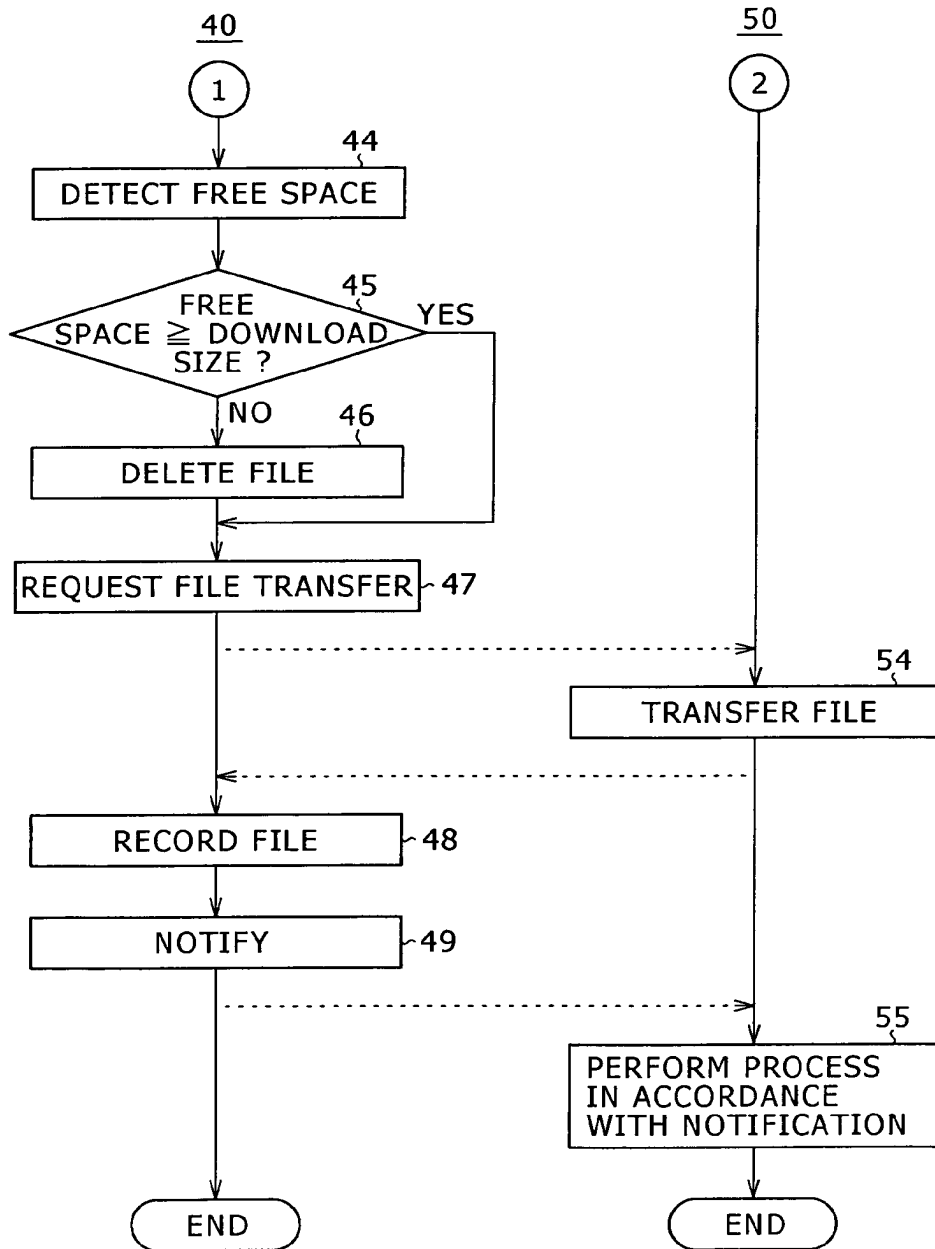 40
50
1
2
44
DETECT FREE SPACE
45
FREE
SPACE ≧ DOWNLOAD
SIZE ?
YES
NO
46
DELETE FILE
REQUEST FILE TRANSFER
47
54
TRANSFER FILE
RECORD FILE
48
NOTIFY
49
55
PERFORM PROCESS
IN ACCORDANCE
WITH NOTIFICATION
END
END